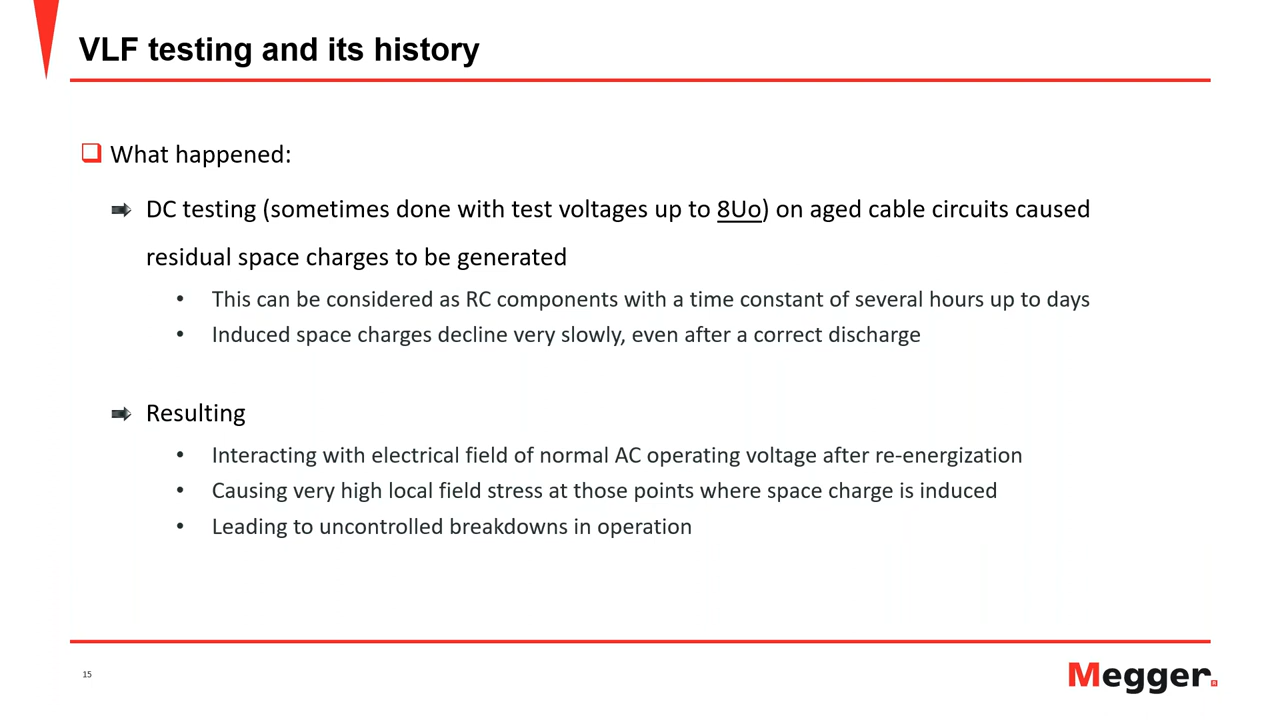 VLF testing and its history
What happened:
DC testing (sometimes done with test voltages up to 8Uo) on aged cable circuits caused
residual space charges to be generated
• This can be considered as RC components with a time constant of several hours up to days
• Induced space charges decline very slowly, even after a correct discharge
Resulting
• Interacting with electrical field of normal AC operating voltage after re-energization
• Causing very high local field stress at those points where space charge is induced
• Leading to uncontrolled breakdowns in operation
15
Megger.